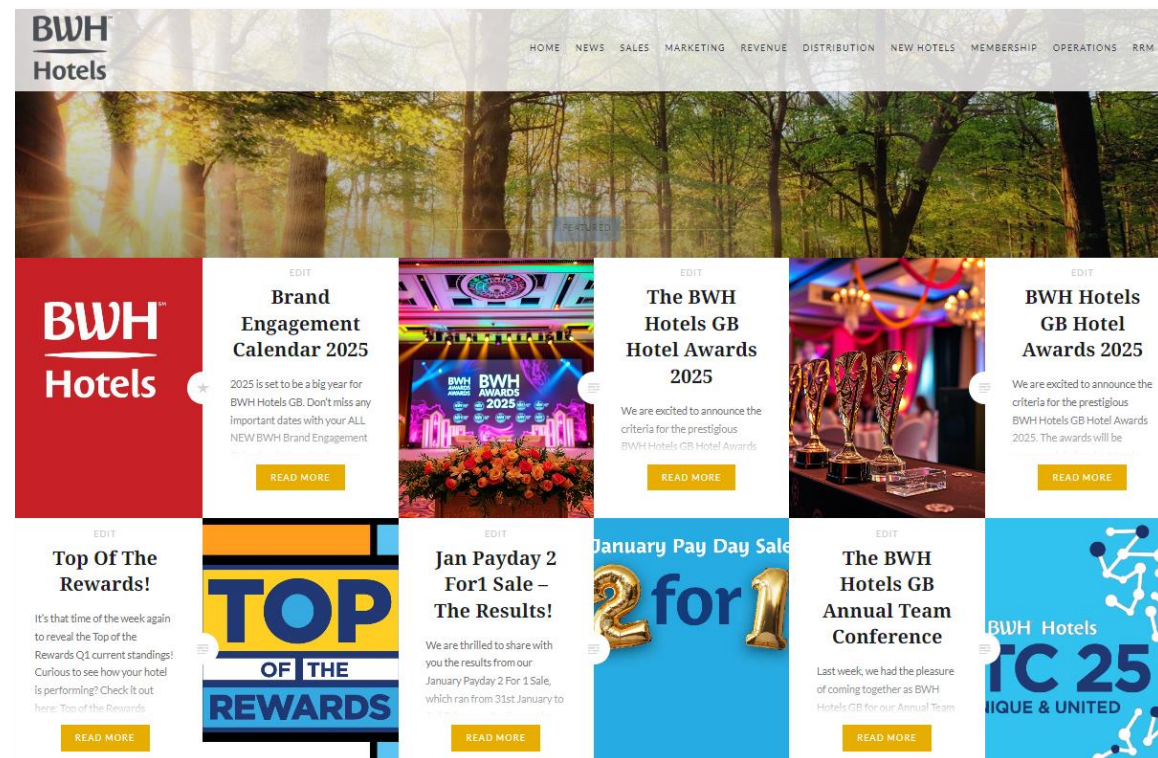 BWH
Hotels
HOME NEWS SALES MARKETING REVENUE DISTRIBUTION NEW HOTELS MEMBERSHIP OPERATIONS RRM
FEATURED
BWH SM
Hotels
EDIT
Brand
Engagement
Calendar 2025
2025 is set to be a big year for
BWH Hotels GB. Don't miss any
important dates with your ALL
NEW BWH Brand Engagement
READ MORE
BWH
AWARDS
BWH
AWARDS
2025
EDIT
The BWH
Hotels GB
Hotel Awards
2025
We are excited to announce the
criteria for the prestigious
BWH Hotels GB Hotel Awards
READ MORE
EDIT
BWH Hotels
GB Hotel
Awards 2025
We are excited to announce the
criteria for the prestigious
BWH Hotels GB Hotel Awards
2025. The awards will be
READ MORE
EDIT
Top Of The
Rewards!
It's that time of the week again
to reveal the Top of the
Rewards Q1 current standings!
Curious to see how your hotel
is performing? Check it out
here: Top of the Rewards
READ MORE
TOP
OF THE
REWARDS
EDIT
Jan Payday 2
For1 Sale –
The Results!
We are thrilled to share with
you the results from our
January Payday 2 For 1 Sale,
which ran from 31st January to
READ MORE
January Pay Day Sale
2 for 1
EDIT
The BWH
Hotels GB
Annual Team
Conference
Last week, we had the pleasure
of coming together as BWH
Hotels GB for our Annual Team
READ MORE
BWH Hotels
TC 25
NIQUE & UNITED